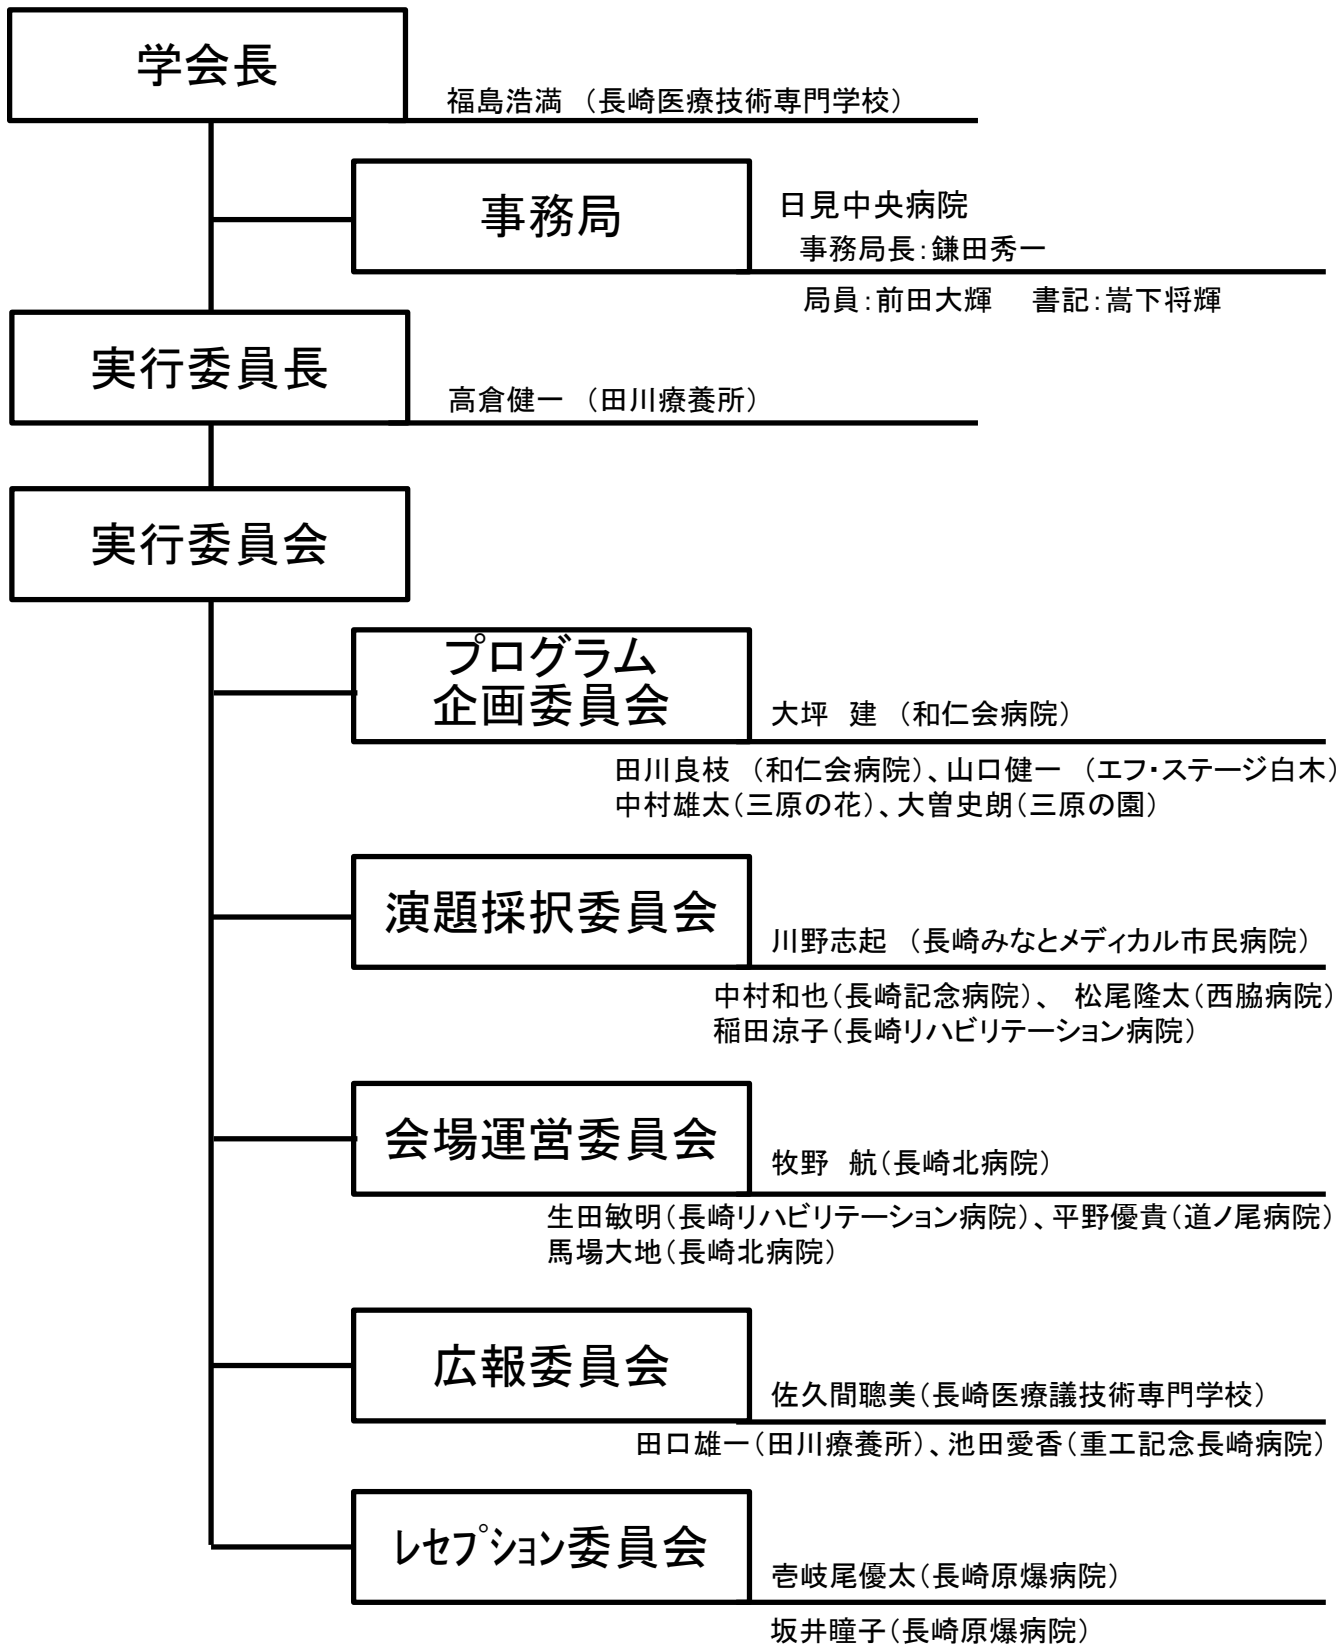 学会長
福島浩満　（長崎医療技術専門学校）
事務局
日見中央病院
事務局長：鎌田秀一
局員：前田大輝　書記：嵩下将輝
実行委員長
高倉健一　（田川療養所）
実行委員会
プログラム
企画委員会
大坪　建　（和仁会病院）
田川良枝　（和仁会病院）、山口健一　（エフ・ステージ白木）
中村雄太（三原の花）、大曽史朗（三原の園）
演題採択委員会
川野志起　（長崎みなとメディカル市民病院）
中村和也（長崎記念病院）、　松尾隆太（西脇病院）
稲田涼子（長崎リハビリテーション病院）
会場運営委員会
牧野　航（長崎北病院）
生田敏明（長崎リハビリテーション病院）、平野優貴（道ノ尾病院）
馬場大地（長崎北病院）
広報委員会
佐久間聰美（長崎医療議技術専門学校）
田口雄一（田川療養所）、池田愛香（重工記念長崎病院）
ﾚｾﾌﾟｼｮﾝ委員会
壱岐尾優太（長崎原爆病院）
坂井瞳子（長崎原爆病院）